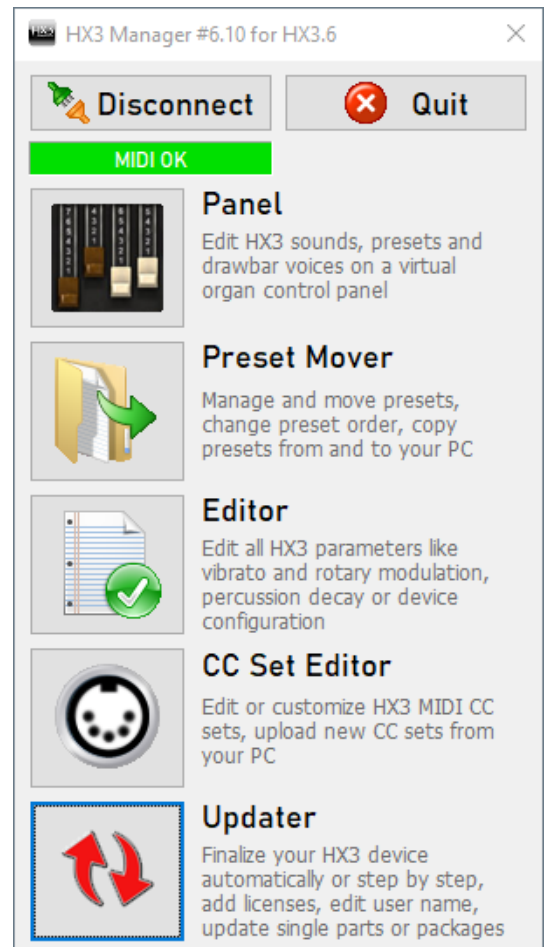 HX3 Manager #6.10 for HX3.6
Disconnect
Quit
MIDI OK
Panel
Edit HX3 sounds, presets and
drawbar voices on a virtual
organ control panel
Preset Mover
Manage and move presets,
change preset order, copy
presets from and to your PC
Editor
Edit all HX3 parameters like
vibrato and rotary modulation,
percussion decay or device
configuration
CC Set Editor
Edit or customize HX3 MIDI CC
sets, upload new CC sets from
your PC
Updater
Finalize your HX3 device
automatically or step by step,
add licenses, edit user name,
update single parts or packages